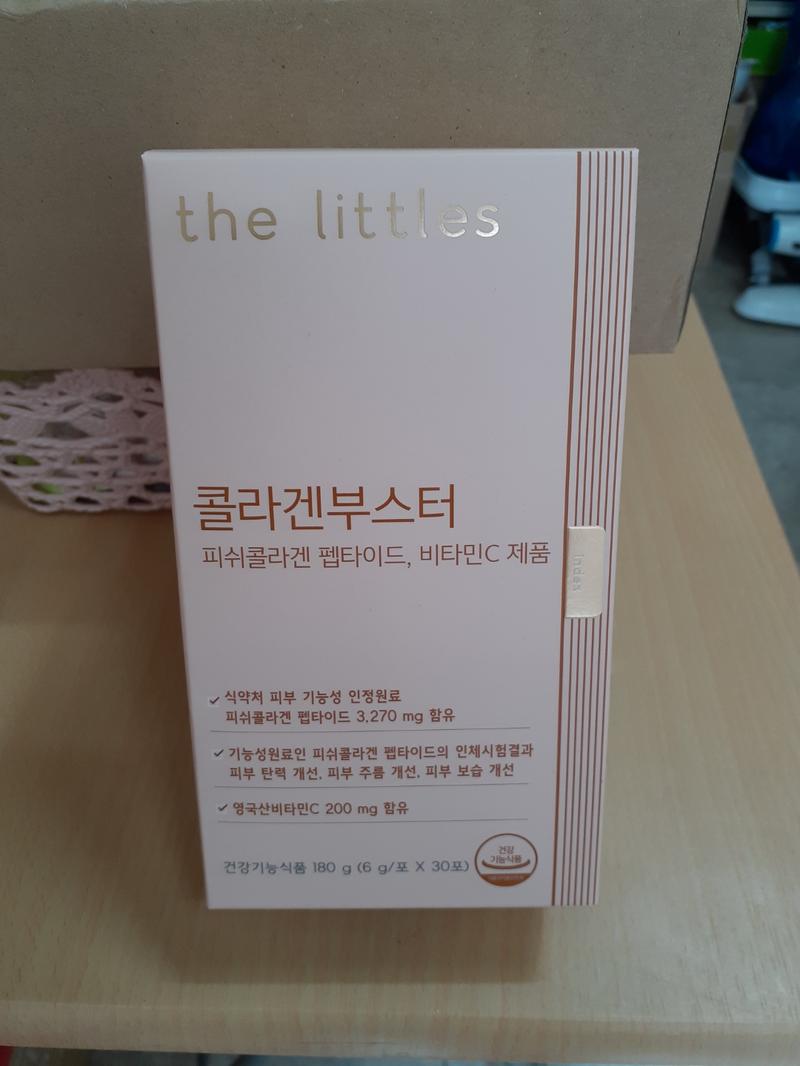 the littles
콜라겐부스터
피쉬콜라겐 펩타이드, 비타민C 제품
index
식약처 피부 기능성 인정원료
피쉬콜라겐 펩타이드 3,270 mg 함유
기능성원료인 피쉬콜라겐 펩타이드의 인체시험결과
피부 탄력 개선, 피부 주름 개선, 피부 보습 개선
영국산비타민C 200 mg 함유
건강기능식품 180 g (6 g/포 X 30포)
건강
기능식품